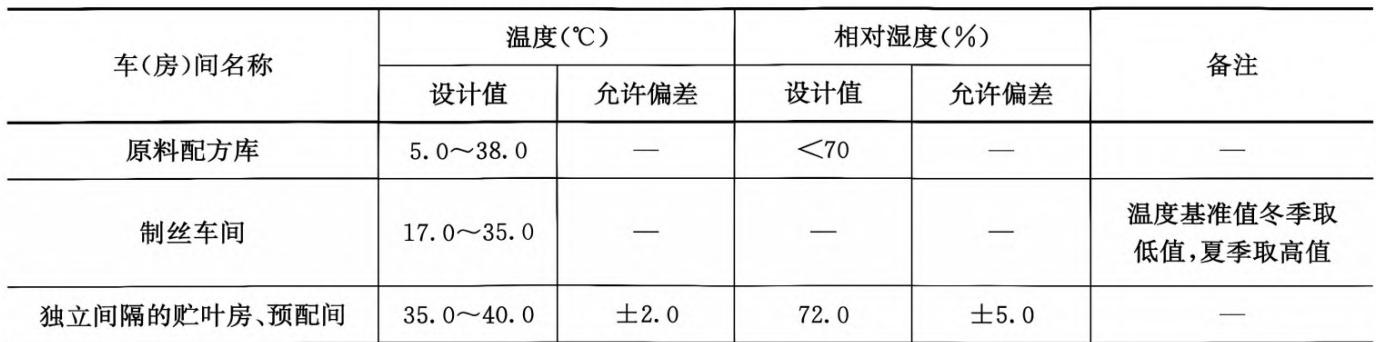 车(房)间名称 温度(℃) 相对湿度(%) 备注
设计值 允许偏差 设计值 允许偏差
原料配方库 5.0～38.0 — <70 — —
制丝车间 17.0～35.0 — — — 温度基准值冬季取
低值,夏季取高值
独立间隔的贮叶房、预配间 35.0～40.0 ±2.0 72.0 ±5.0 —